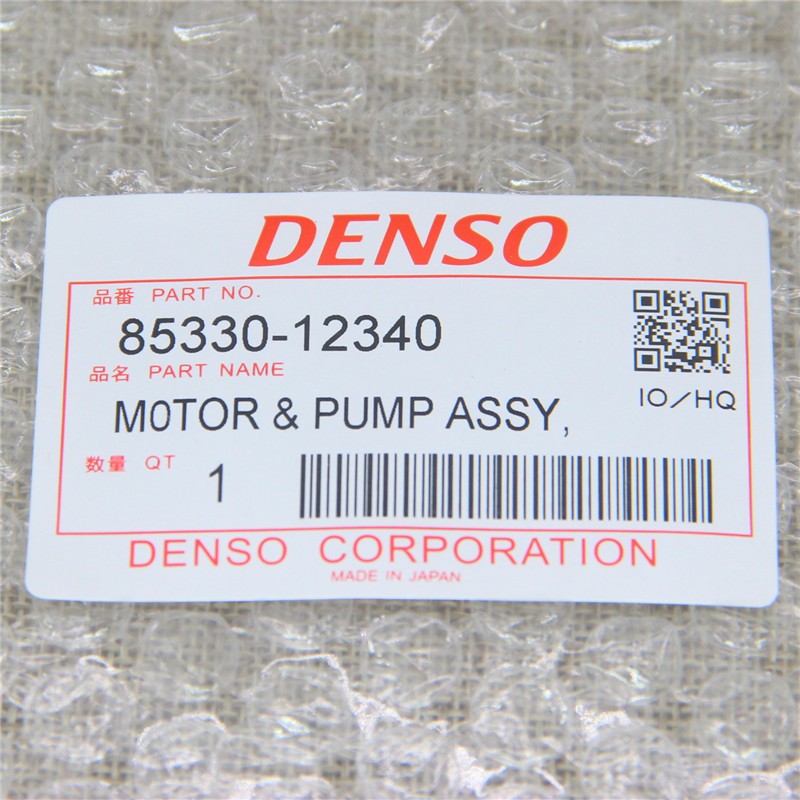 DENSO
品番 PART NO.
85330-12340
品名 PART NAME
IO/HQ
M0TOR & PUMP ASSY,
数量 QT 1
DENSO CORPORATION
MADE IN JAPAN